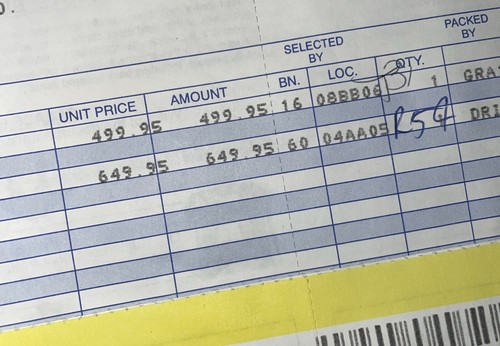 O.
SELECTED BY
PACKED BY
UNIT PRICE AMOUNT BN. LOC. QTY.
499.95 499.95 16 08BB06 1 GRA
649.95 649.95 60 04AA05 R54 DRI